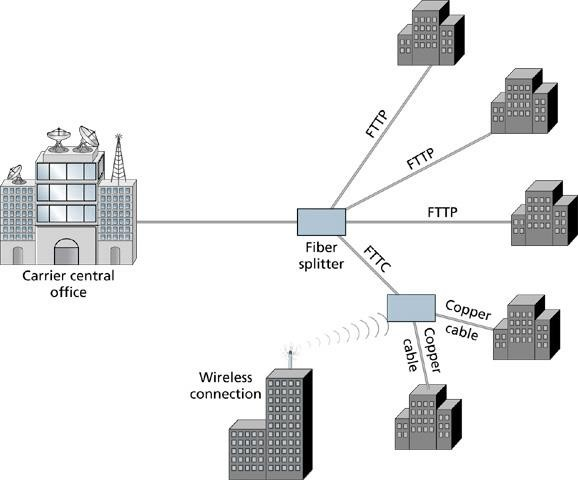 FTTP
FTTP
FTTP
Fiber
splitter
FTTC
Carrier central
office
Copper
cable
Copper
cable
Wireless
connection